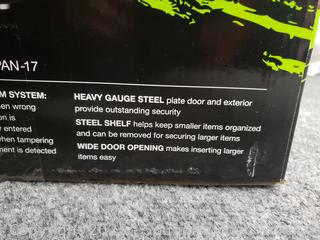 PAN-17
M SYSTEM:
en wrong
on is
entered
hen tampering
ment is detected
HEAVY GAUGE STEEL plate door and exterior
provide outstanding security
STEEL SHELF helps keep smaller items organized
and can be removed for securing larger items
WIDE DOOR OPENING makes inserting larger
items easy